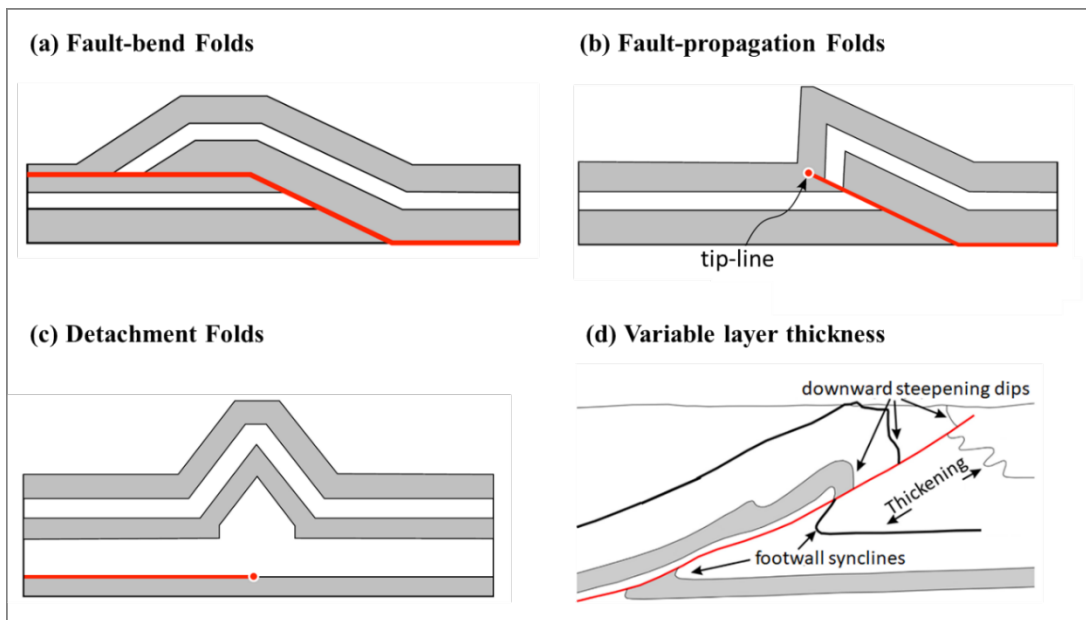 (a) Fault-bend Folds
(b) Fault-propagation Folds
tip-line
(c) Detachment Folds
(d) Variable layer thickness
downward steepening dips
Thickening
footwall synclines